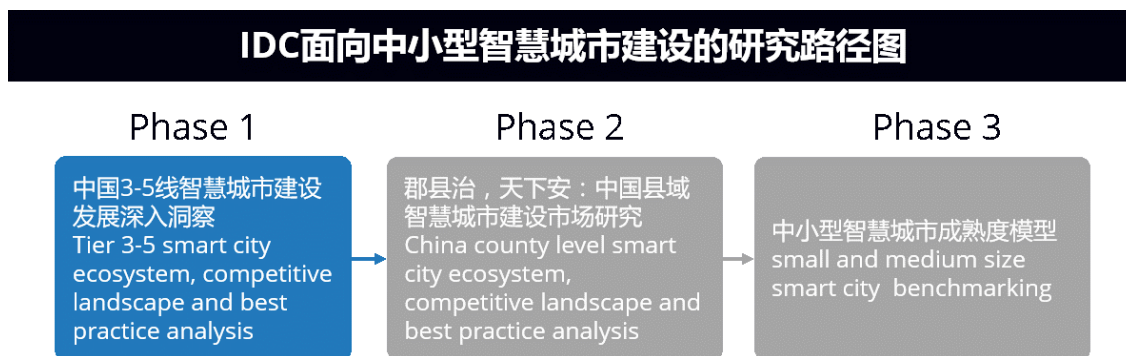 IDC面向中小型智慧城市建设的研究路径图
Phase 1
Phase 2
Phase 3
中国3-5线智慧城市建设
发展深入洞察
Tier 3-5 smart city
ecosystem, competitive
landscape and best
practice analysis
郡县治，天下安：中国县域
智慧城市建设市场研究
China county level smart
city ecosystem,
competitive landscape and
best practice analysis
中小型智慧城市成熟度模型
small and medium size
smart city benchmarking